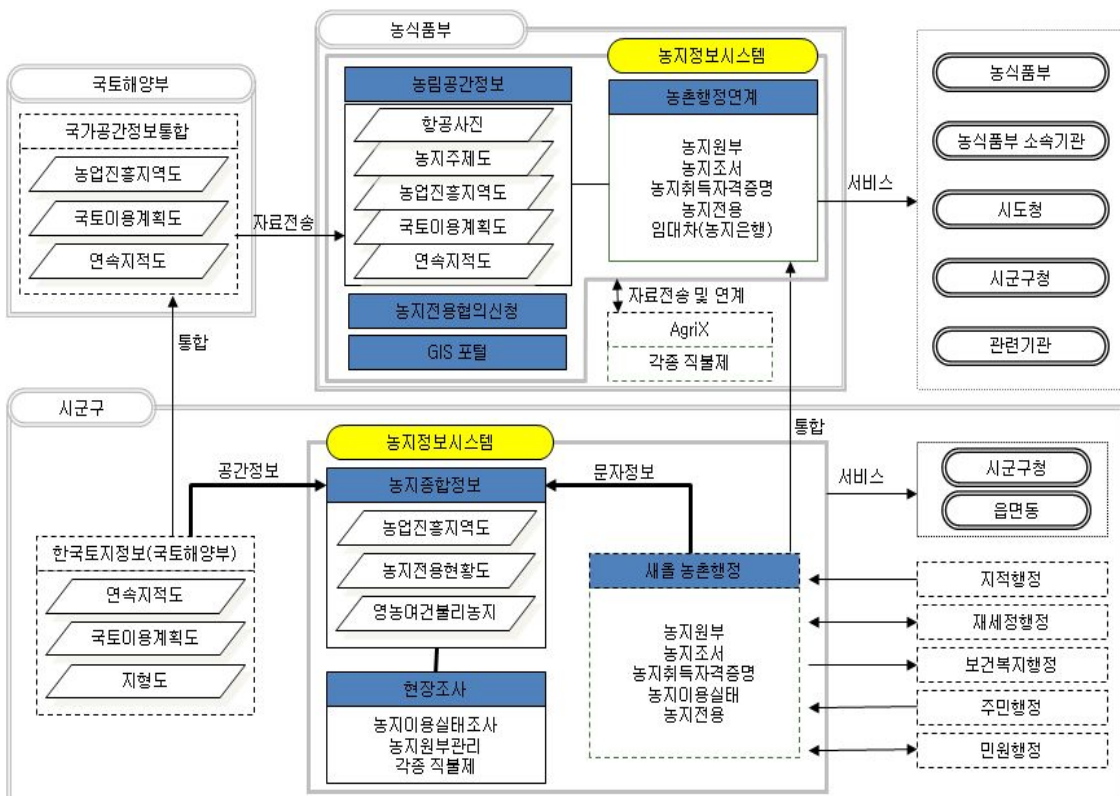 농식품부
국토해양부
국가공간정보통합
농업진흥지역도
국토이용계획도
연속지적도
자료전송
통합
농지정보시스템
농림공간정보
항공사진
농지주제도
농업진흥지역도
국토이용계획도
연속지적도
농지전용협의신청
GIS 포털
농촌행정연계
농지원부
농지조서
농지취득자격증명
농지전용
임대차(농지은행)
자료전송 및 연계
AgriX
각종 직불제
서비스
농식품부
농식품부 소속기관
시도청
시군구청
관련기관
시군구
통합
농지정보시스템
공간정보
농지종합정보
문자정보
농업진흥지역도
농지전용현황도
영농여건불리농지
한국토지정보(국토해양부)
연속지적도
국토이용계획도
지형도
현장조사
농지이용실태조사
농지원부관리
각종 직불제
새올 농촌행정
농지원부
농지조서
농지취득자격증명
농지이용실태
농지전용
서비스
시군구청
읍면동
지적행정
재세정행정
보건복지행정
주민행정
민원행정